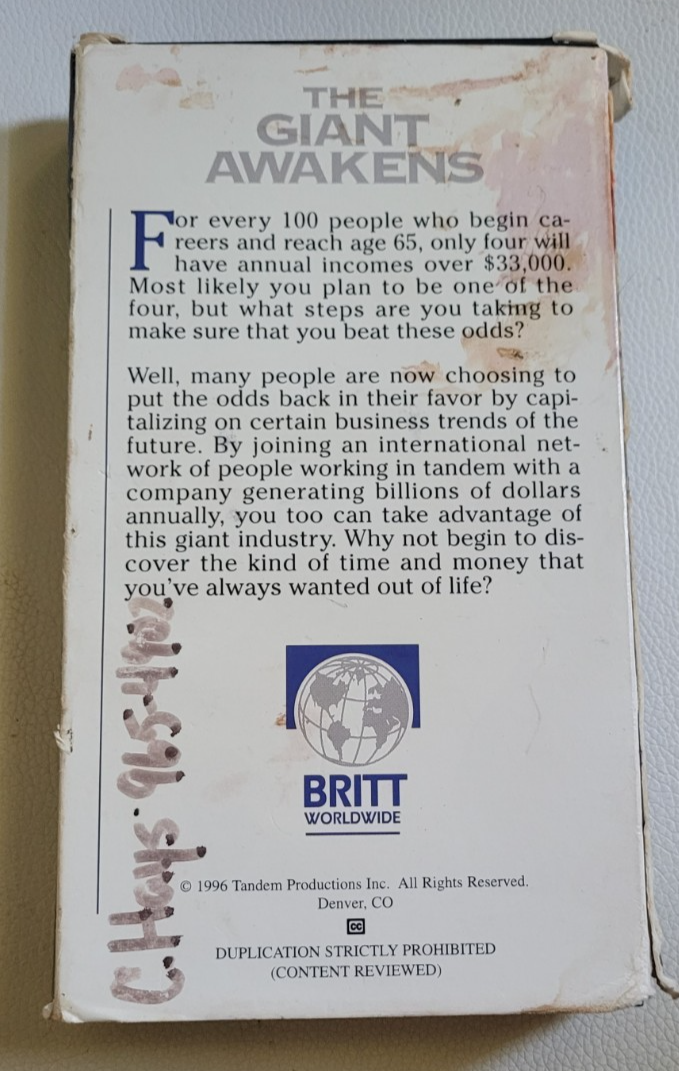 THE
GIANT
AWAKENS
For every 100 people who begin ca-
reers and reach age 65, only four will
have annual incomes over $33,000.
Most likely you plan to be one of the
four, but what steps are you taking to
make sure that you beat these odds?
Well, many people are now choosing to
put the odds back in their favor by capi-
talizing on certain business trends of the
future. By joining an international net-
work of people working in tandem with a
company generating billions of dollars
annually, you too can take advantage of
this giant industry. Why not begin to dis-
cover the kind of time and money that
you've always wanted out of life?
C. Hays · 965-4902
BRITT
WORLDWIDE
© 1996 Tandem Productions Inc. All Rights Reserved.
Denver, CO
CC
DUPLICATION STRICTLY PROHIBITED
(CONTENT REVIEWED)